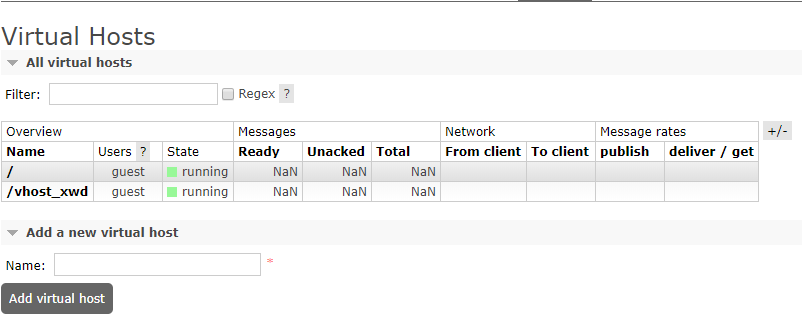 Virtual Hosts
All virtual hosts
Filter: Regex ?
Overview Messages Network Message rates +/-
Name Users ? State Ready Unacked Total From client To client publish deliver / get
/ guest running NaN NaN NaN
/vhost_xwd guest running NaN NaN NaN
Add a new virtual host
Name: *
Add virtual host